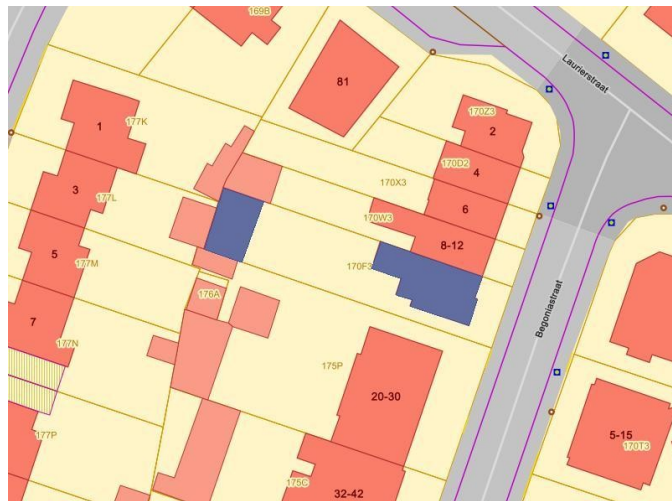 169B
Laurierstraat
81
1
177K
170Z3
2
170D2
4
3
177L
170X3
6
170W3
8-12
5
177M
170F3
176A
Begoniastraat
7
177N
175P
20-30
5-15
170T3
177P
175C
32-42